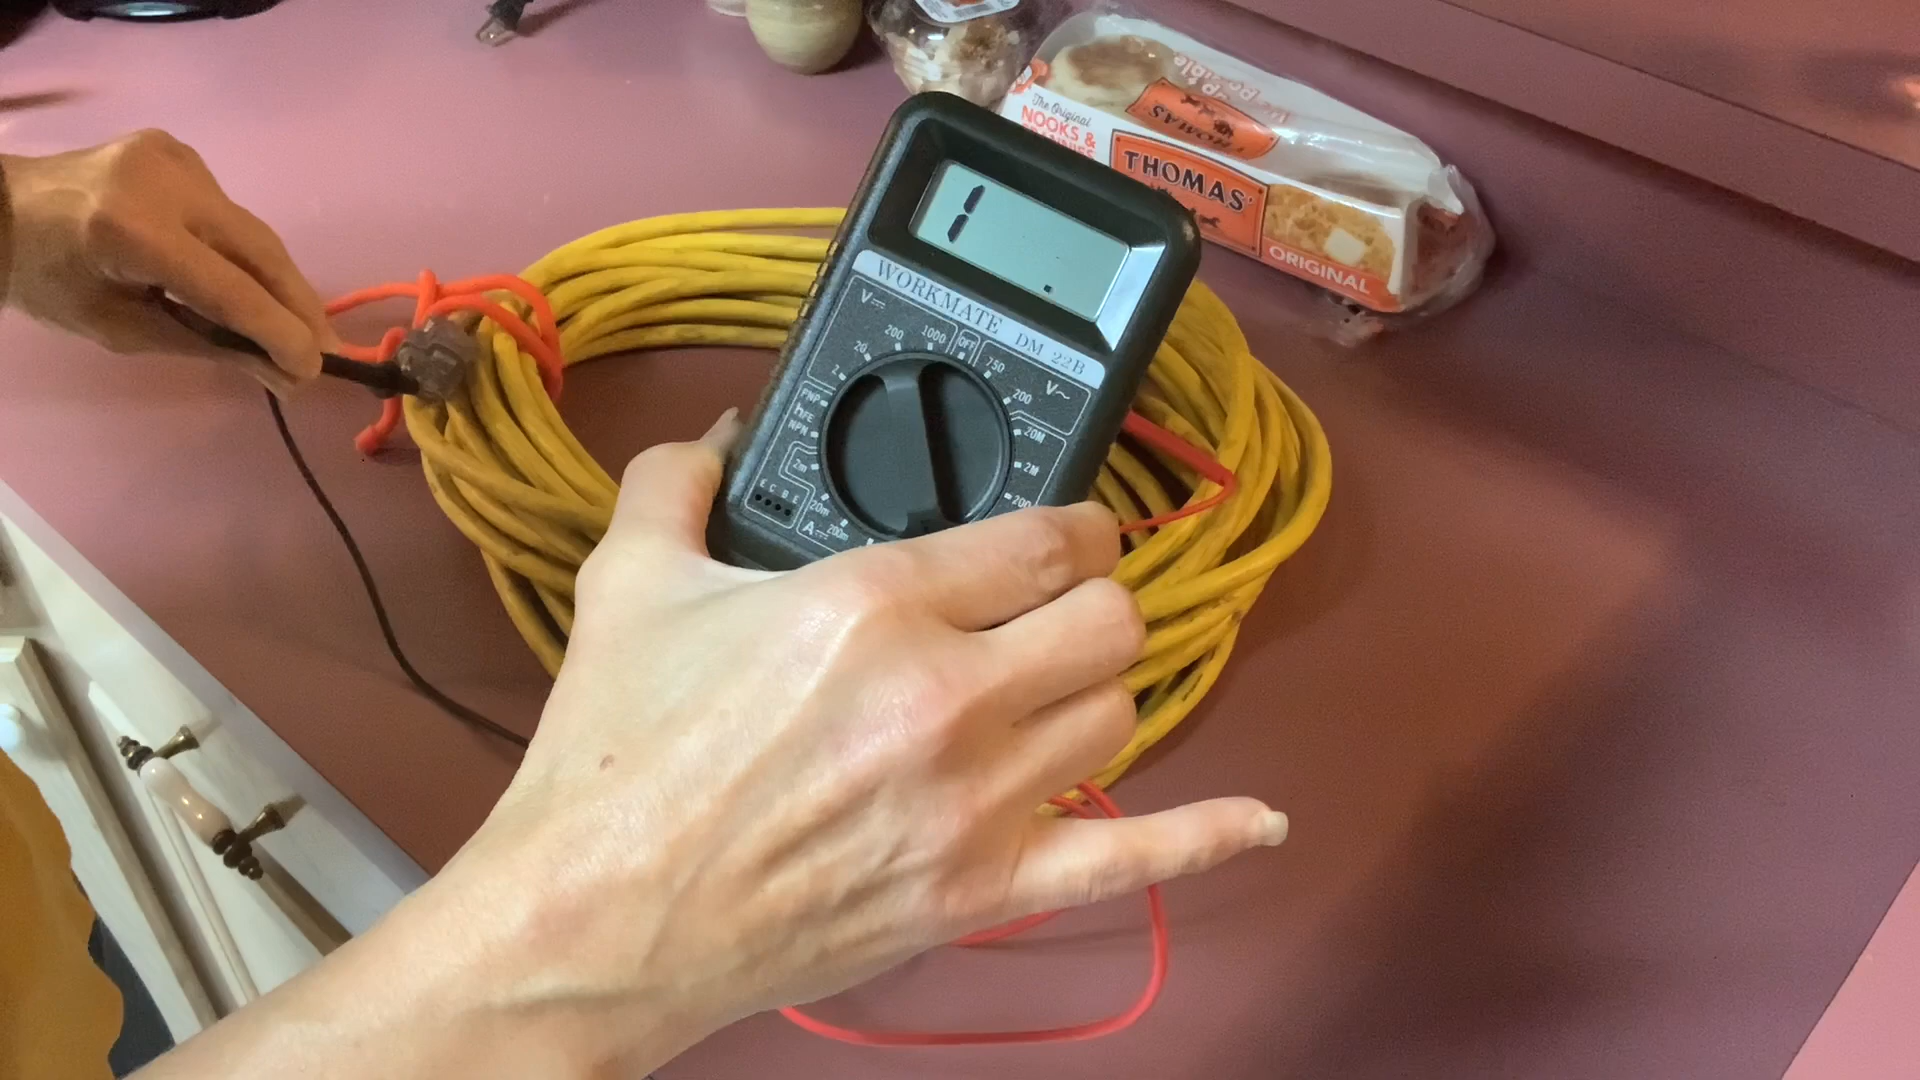 The Original
NOOKS &
THOMAS'
THOMAS'
ORIGINAL
1 .
WORKMATE DM 22B
V⎓
2
20
200
1000
OFF
750
V~
200
20M
2M
200
PNP
hFE
NPN
2m
20m
200m
A⎓
E C B E